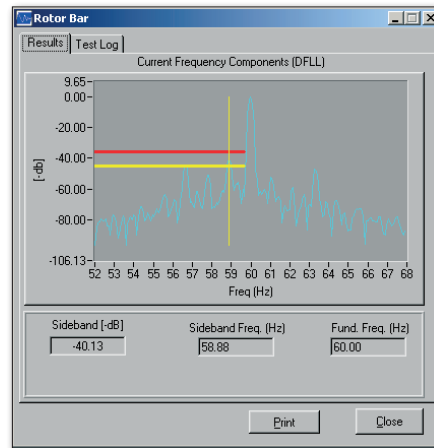 Rotor Bar
Results Test Log
Current Frequency Components (DFLL)
9.65
0.00
-20.00
-40.00
-60.00
-80.00
-106.13
[-db]
52 53 54 55 56 57 58 59 60 61 62 63 64 65 66 67 68
Freq (Hz)
Sideband [-dB] Sideband Freq. (Hz) Fund. Freq. (Hz)
-40.13 58.88 60.00
Print Close